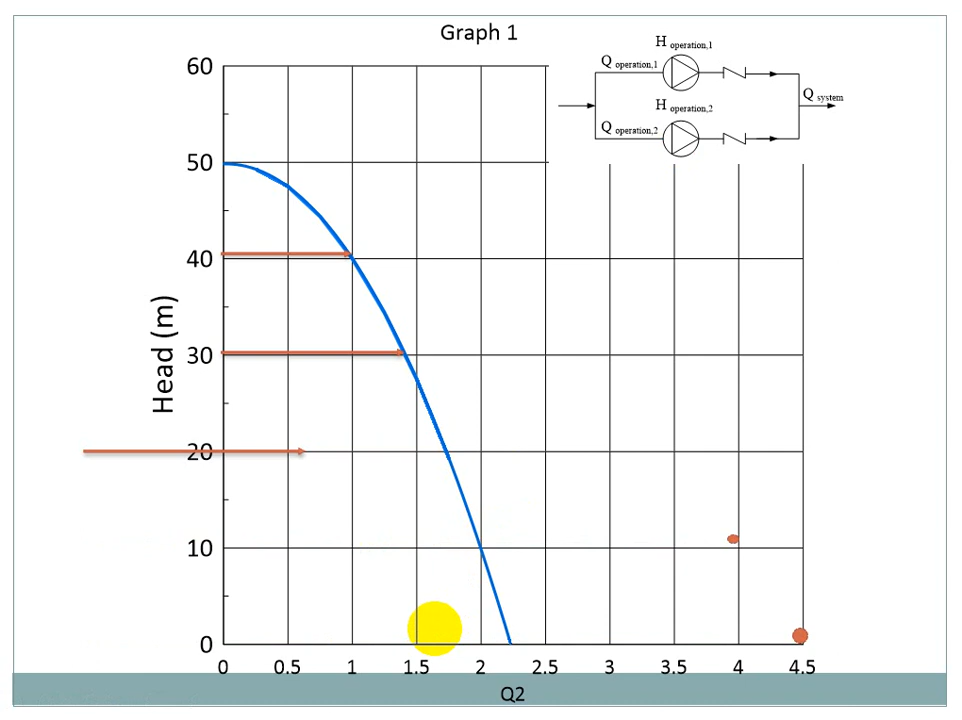 Graph 1
H operation,1
Q operation,1
H operation,2
Q system
Q operation,2
60
50
40
30
20
10
0
Head (m)
0 0.5 1 1.5 2 2.5 3 3.5 4 4.5
Q2